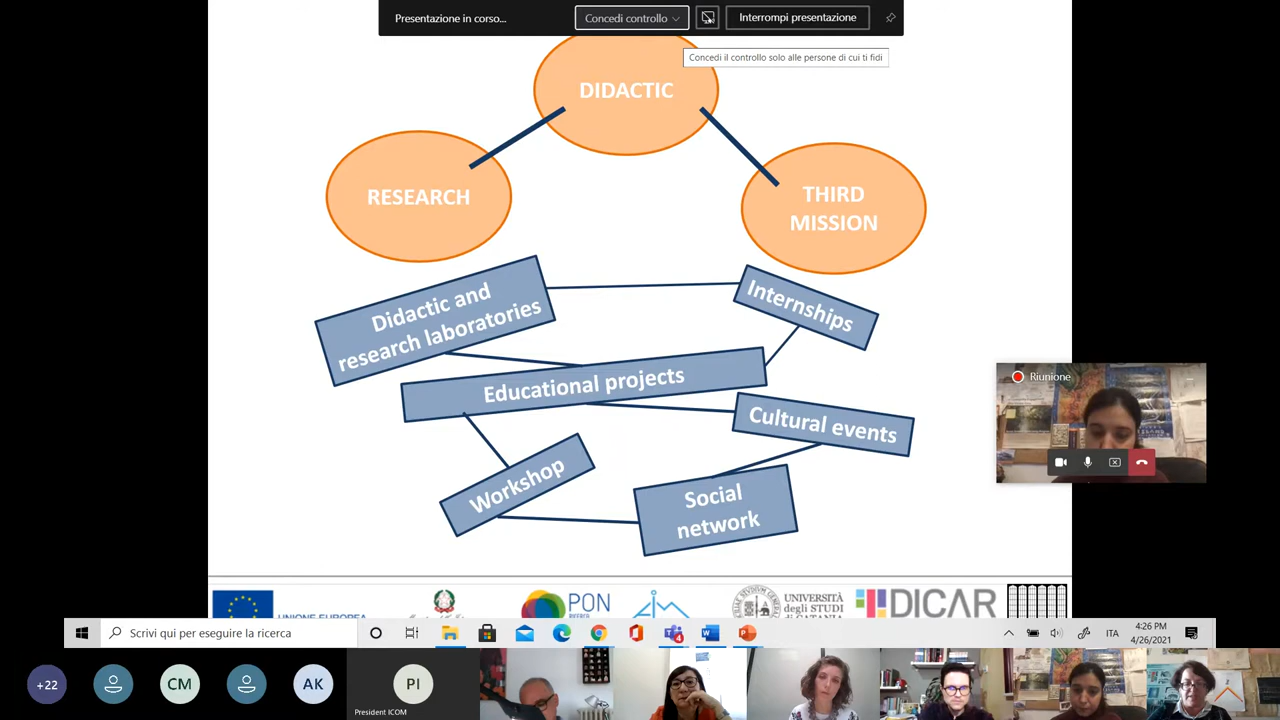 Presentazione in corso...
Concedi controllo
Interrompi presentazione
Concedi il controllo solo alle persone di cui ti fidi
DIDACTIC
RESEARCH
THIRD
MISSION
Didactic and
research laboratories
Internships
Educational projects
Cultural events
Workshop
Social
network
Riunione
UNIONE EUROPEA
PON
UNIVERSITÀ
degli STUDI
di CATANIA
DICAR
Scrivi qui per eseguire la ricerca
4
ITA
4:26 PM
4/26/2021
+22
CM
AK
PI
President ICOM